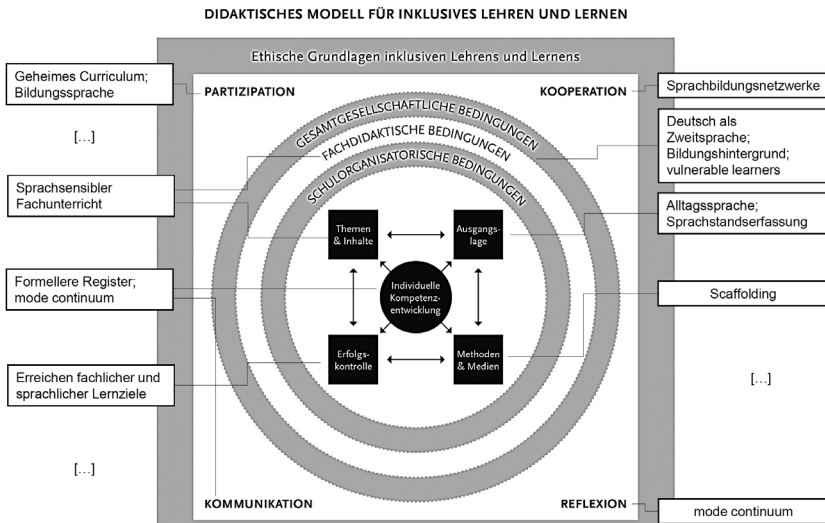 DIDAKTISCHES MODELL FÜR INKLUSIVES LEHREN UND LERNEN
Ethische Grundlagen inklusiven Lehrens und Lernens
Geheimes Curriculum;
Bildungssprache
[...]
Sprachsensibler
Fachunterricht
Formellere Register;
mode continuum
Erreichen fachlicher und
sprachlicher Lernziele
[...]
PARTIZIPATION
KOOPERATION
GESAMTGESELLSCHAFTLICHE BEDINGUNGEN
FACHDIDAKTISCHE BEDINGUNGEN
SCHULORGANISATORISCHE BEDINGUNGEN
Themen
& Inhalte
Ausgangs-
lage
Individuelle
Kompetenz-
entwicklung
Erfolgs-
kontrolle
Methoden
& Medien
KOMMUNIKATION
REFLEXION
Sprachbildungsnetzwerke
Deutsch als
Zweitsprache;
Bildungshintergrund;
vulnerable learners
Alltagssprache;
Sprachstandserfassung
Scaffolding
[...]
mode continuum